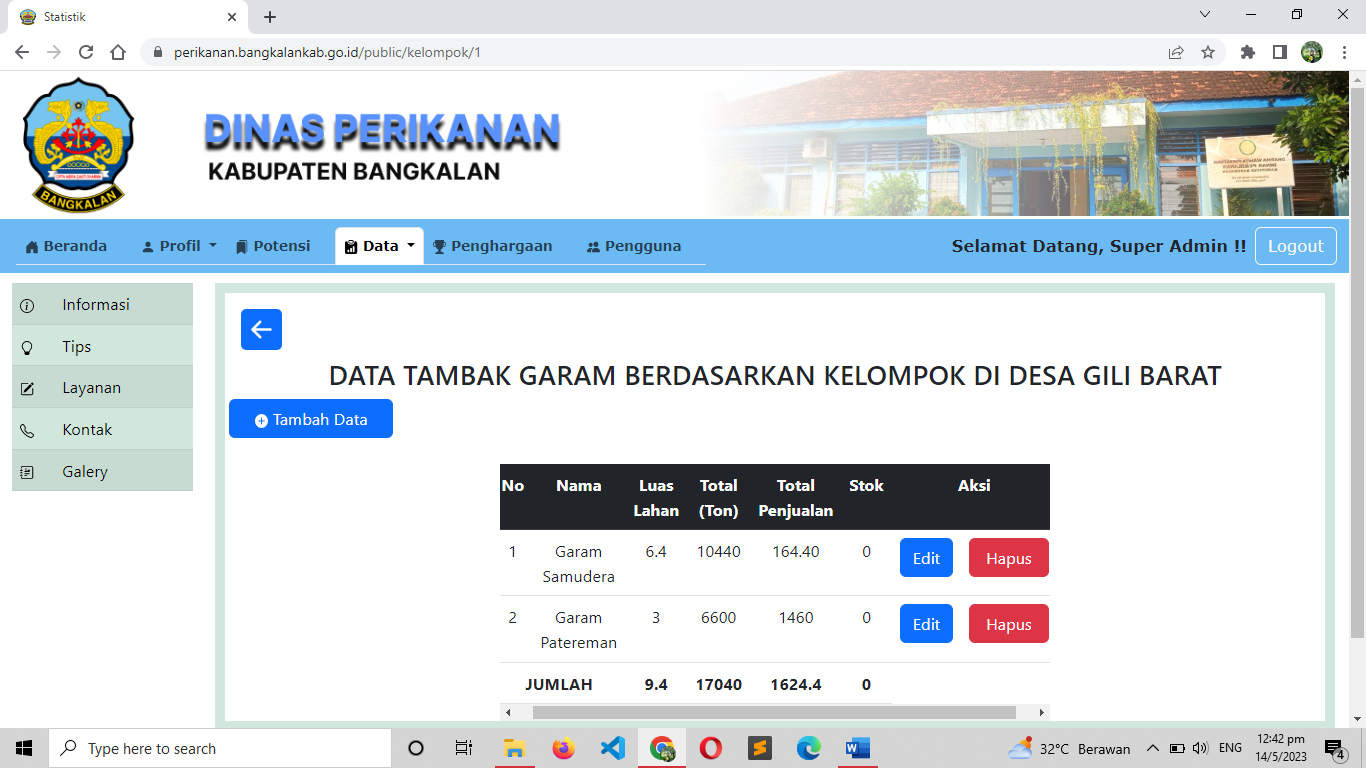 Statistik
perikanan.bangkalankab.go.id/public/kelompok/1
BANGKALAN
DINAS PERIKANAN
KABUPATEN BANGKALAN
Beranda Profil Potensi Data Penghargaan Pengguna Selamat Datang, Super Admin !! Logout
Informasi
Tips
Layanan
Kontak
Galery
DATA TAMBAK GARAM BERDASARKAN KELOMPOK DI DESA GILI BARAT
Tambah Data
No Nama Luas Total Total Stok Aksi
Lahan (Ton) Penjualan
1 Garam 6.4 10440 164.40 0 Edit Hapus
Samudera
2 Garam 3 6600 1460 0 Edit Hapus
Patereman
JUMLAH 9.4 17040 1624.4 0
Type here to search
32°C Berawan
ENG
12:42 pm
14/5/2023
4